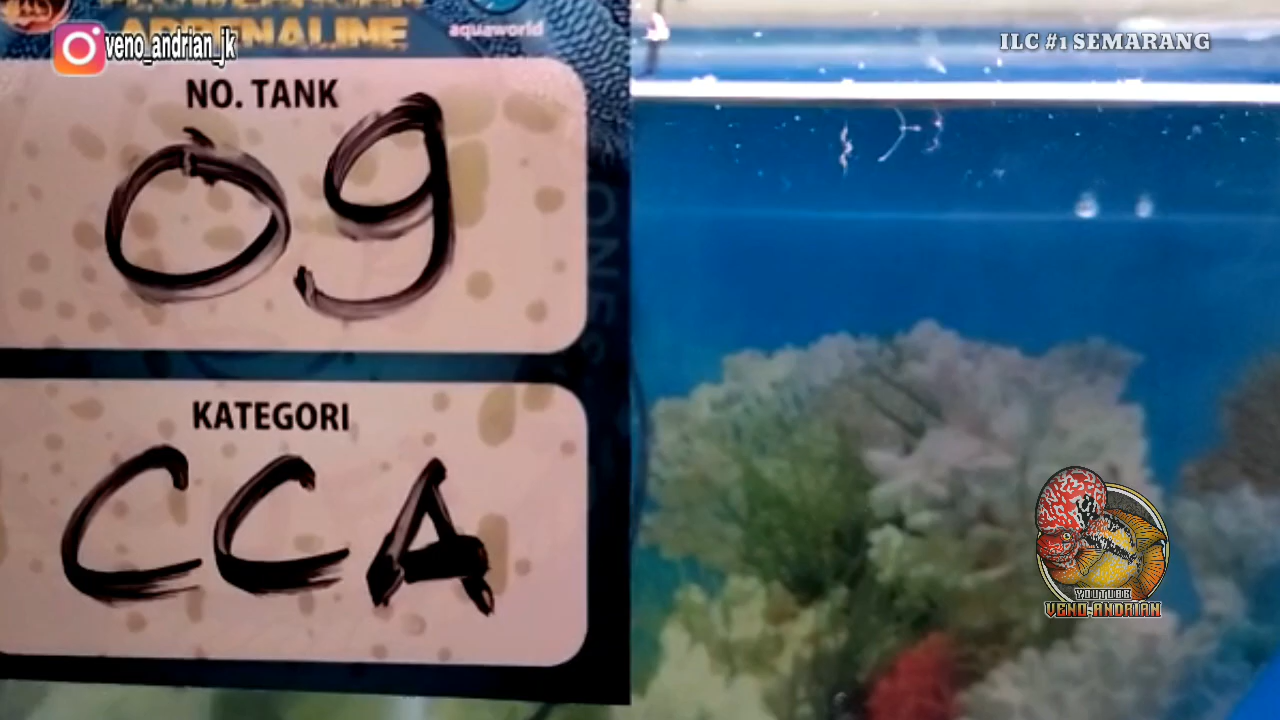 ADRENALINE
aquaworld
veno_andrian_jk
ILC #1 SEMARANG
NO. TANK
09
KATEGORI
CCA
YOUTUBE
VENO ANDRIAN